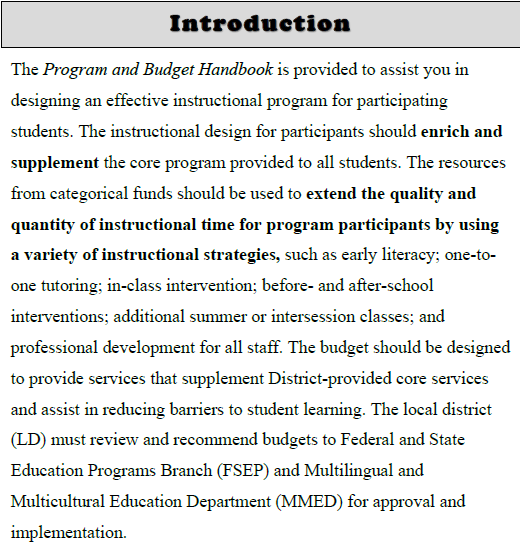 Introduction
The Program and Budget Handbook is provided to assist you in
designing an effective instructional program for participating
students. The instructional design for participants should enrich and
supplement the core program provided to all students. The resources
from categorical funds should be used to extend the quality and
quantity of instructional time for program participants by using
a variety of instructional strategies, such as early literacy; one-to-
one tutoring; in-class intervention; before- and after-school
interventions; additional summer or intersession classes; and
professional development for all staff. The budget should be designed
to provide services that supplement District-provided core services
and assist in reducing barriers to student learning. The local district
(LD) must review and recommend budgets to Federal and State
Education Programs Branch (FSEP) and Multilingual and
Multicultural Education Department (MMED) for approval and
implementation.